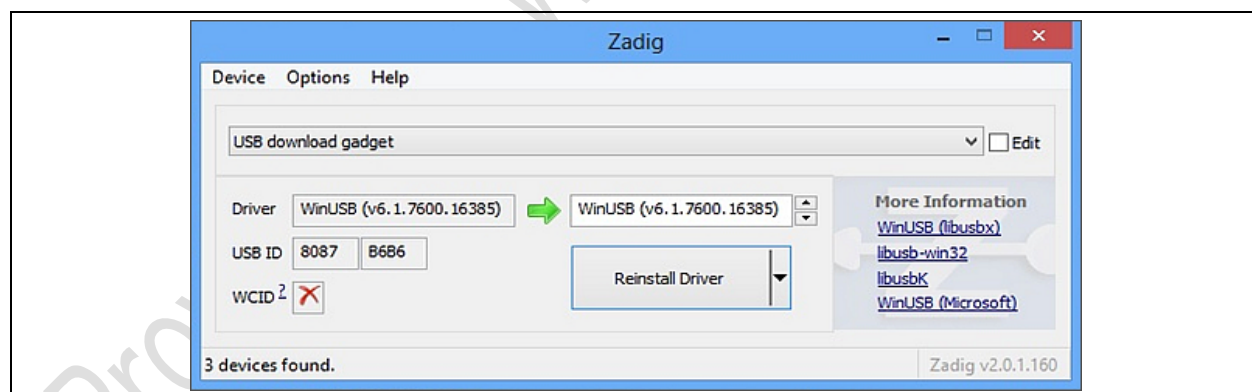 Zadig
Device Options Help
USB download gadget
Edit
Driver WinUSB (v6.1.7600.16385) WinUSB (v6.1.7600.16385)
USB ID 8087 B6B6
WCID ?
Reinstall Driver
More Information
WinUSB (libusbx)
libusb-win32
libusbK
WinUSB (Microsoft)
3 devices found.
Zadig v2.0.1.160